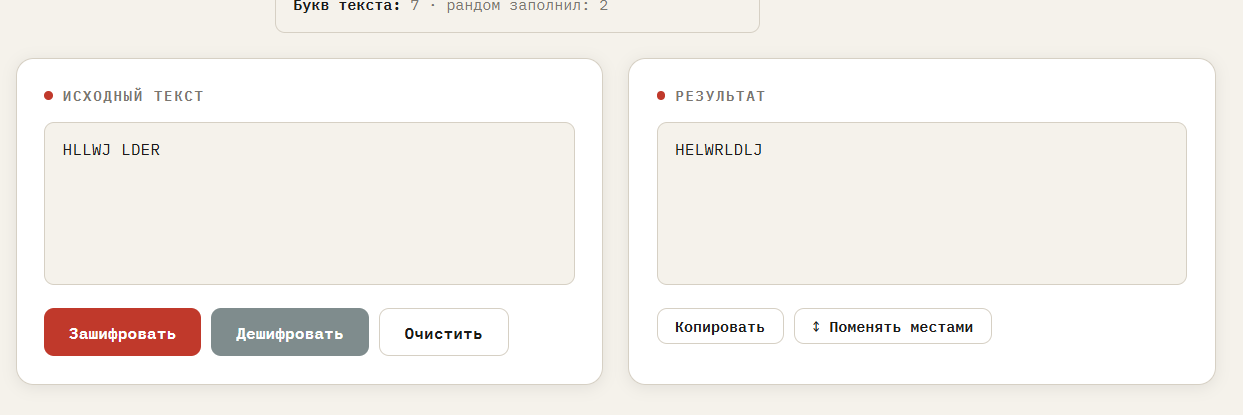 Букв текста: 7 · рандом заполнил: 2
ИСХОДНЫЙ ТЕКСТ
HLLWJ LDER
Зашифровать Дешифровать Очистить
РЕЗУЛЬТАТ
HELWRLDLJ
Копировать ↕ Поменять местами